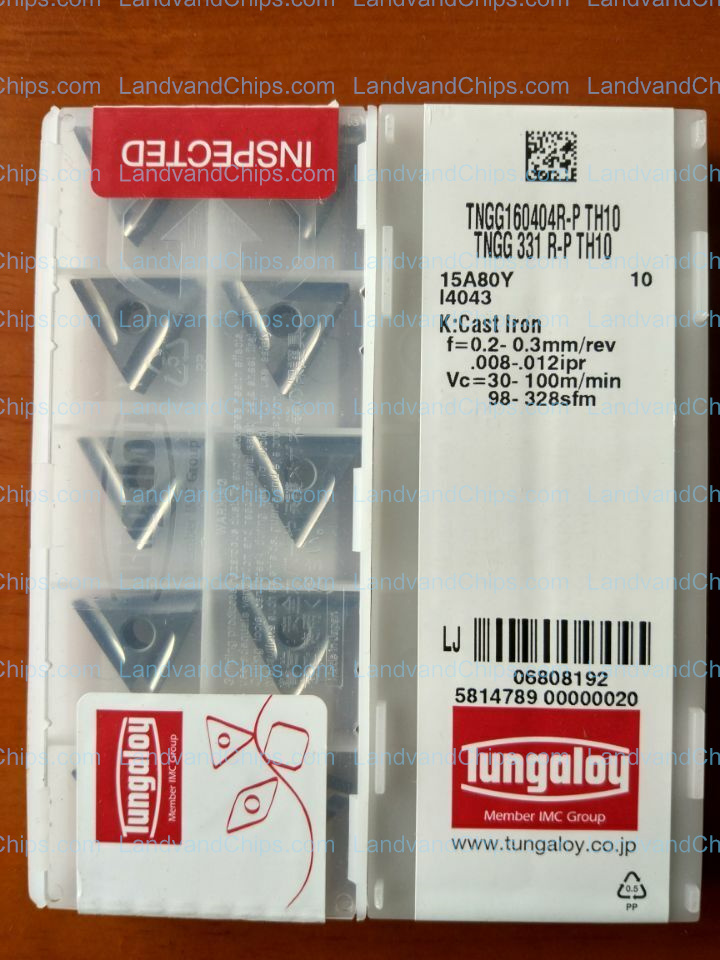 LandvandChips.com
INSPECTED
TNGG160404R-P TH10
TNGG 331 R-P TH10
15A80Y 10
I4043
K:Cast Iron
f=0.2- 0.3mm/rev
.008-.012ipr
Vc=30- 100m/min
98- 328sfm
WARNING
PP
LJ
06808192
5814789 00000020
Tungaloy
Member IMC Group
Tungaloy
Member IMC Group
www.tungaloy.co.jp
0.5
PP